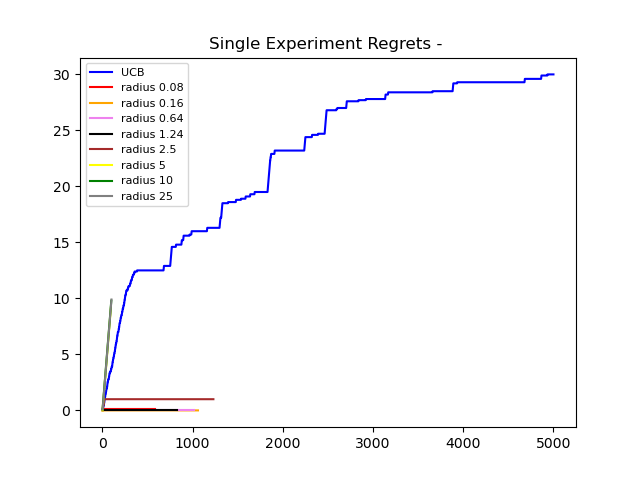 Single Experiment Regrets -
UCB
radius 0.08
radius 0.16
radius 0.64
radius 1.24
radius 2.5
radius 5
radius 10
radius 25
30
25
20
15
10
5
0
0 1000 2000 3000 4000 5000